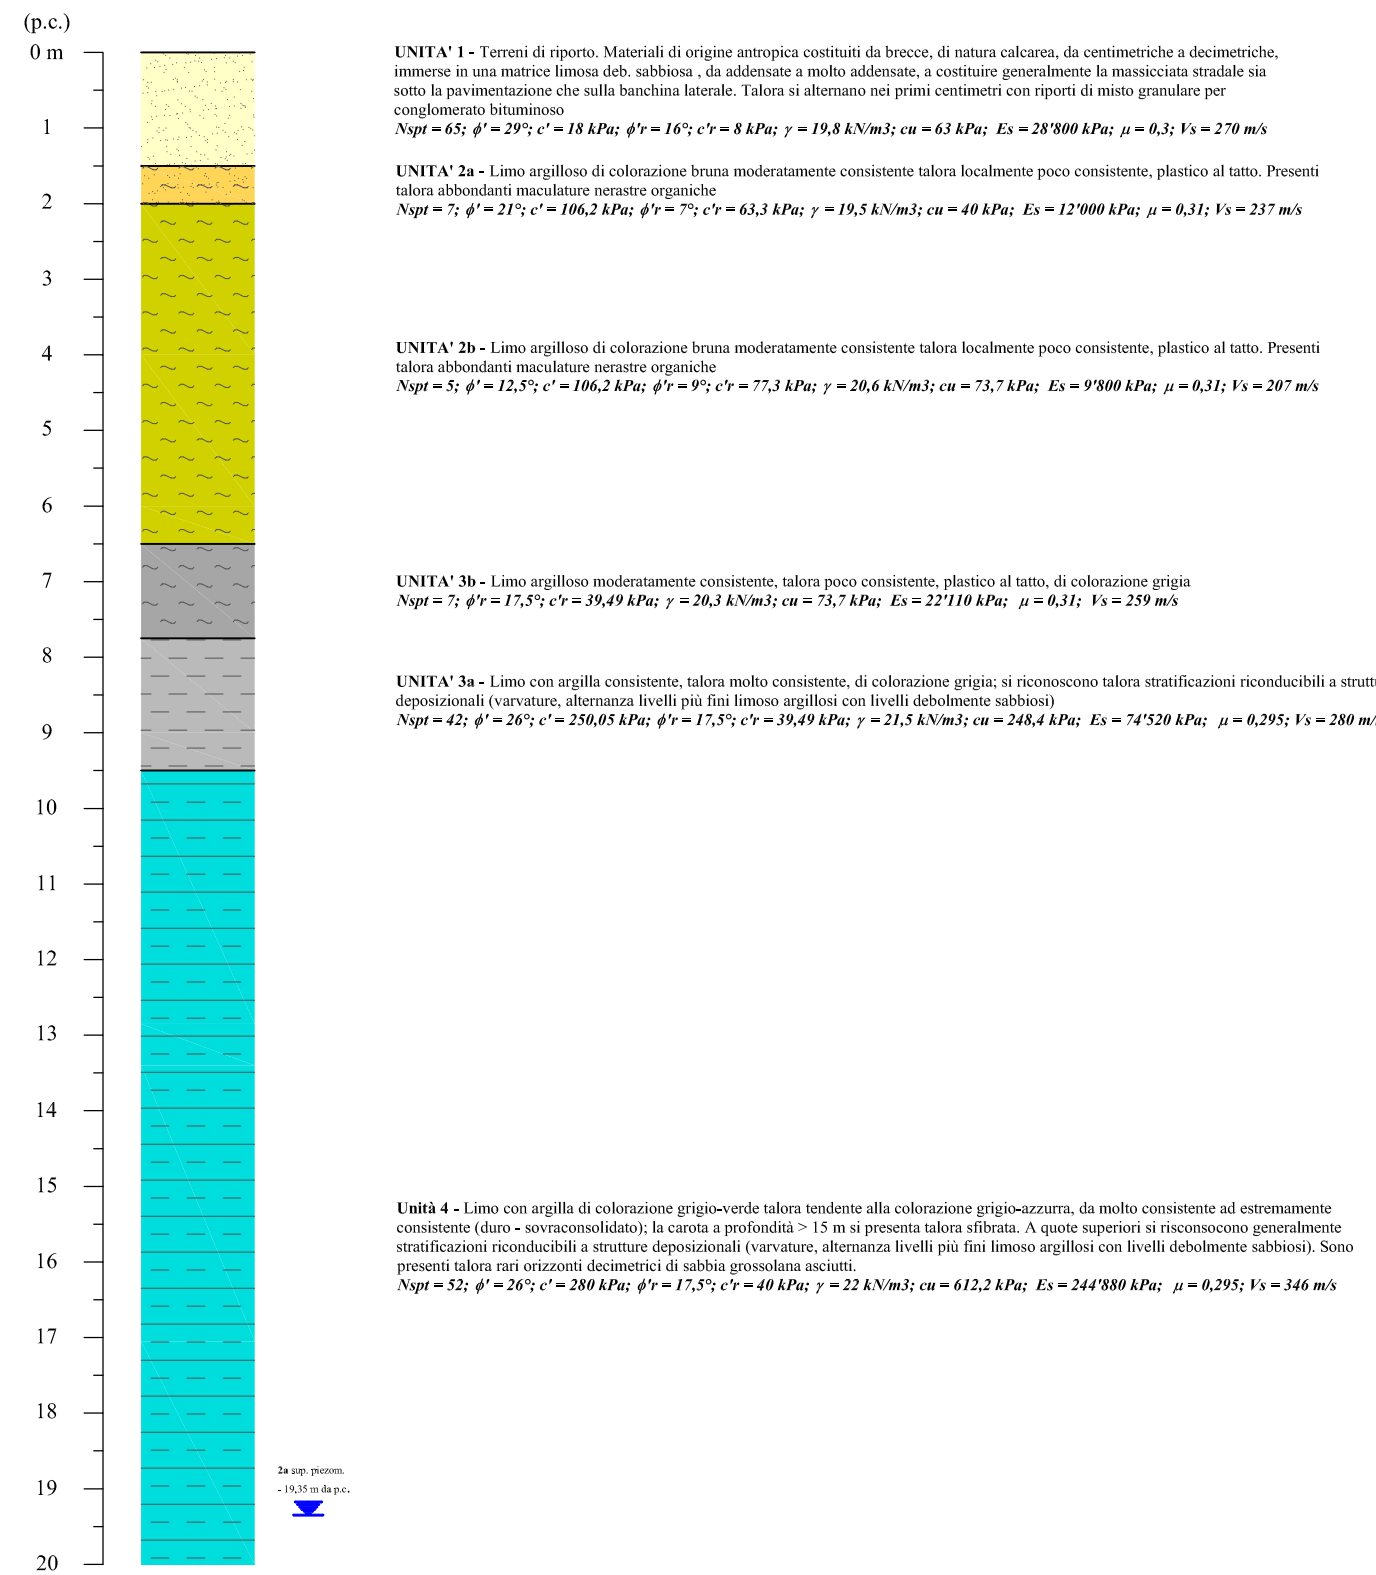 (p.c.)
0 m
UNITA' 1 - Terreni di riporto. Materiali di origine antropica costituiti da brecce, di natura calcarea, da centimetriche a decimetriche,
immerse in una matrice limosa deb. sabbiosa , da addensate a molto addensate, a costituire generalmente la massicciata stradale sia
sotto la pavimentazione che sulla banchina laterale. Talora si alternano nei primi centimetri con riporti di misto granulare per
conglomerato bituminoso
1
Nspt = 65; ϕ' = 29°; c' = 18 kPa; ϕ'r = 16°; c'r = 8 kPa; γ = 19,8 kN/m3; cu = 63 kPa; Es = 28'800 kPa; μ = 0,3; Vs = 270 m/s
UNITA' 2a - Limo argilloso di colorazione bruna moderatamente consistente talora localmente poco consistente, plastico al tatto. Presenti
talora abbondanti maculature nerastre organiche
2
Nspt = 7; ϕ' = 21°; c' = 106,2 kPa; ϕ'r = 7°; c'r = 63,3 kPa; γ = 19,5 kN/m3; cu = 40 kPa; Es = 12'000 kPa; μ = 0,31; Vs = 237 m/s
3
UNITA' 2b - Limo argilloso di colorazione bruna moderatamente consistente talora localmente poco consistente, plastico al tatto. Presenti
4
talora abbondanti maculature nerastre organiche
Nspt = 5; ϕ' = 12,5°; c' = 106,2 kPa; ϕ'r = 9°; c'r = 77,3 kPa; γ = 20,6 kN/m3; cu = 73,7 kPa; Es = 9'800 kPa; μ = 0,31; Vs = 207 m/s
5
6
7
UNITA' 3b - Limo argilloso moderatamente consistente, talora poco consistente, plastico al tatto, di colorazione grigia
Nspt = 7; ϕ'r = 17,5°; c'r = 39,49 kPa; γ = 20,3 kN/m3; cu = 73,7 kPa; Es = 22'110 kPa; μ = 0,31; Vs = 259 m/s
8
UNITA' 3a - Limo con argilla consistente, talora molto consistente, di colorazione grigia; si riconoscono talora stratificazioni riconducibili a strutt
deposizionali (varvature, alternanza livelli più fini limoso argillosi con livelli debolmente sabbiosi)
Nspt = 42; ϕ' = 26°; c' = 250,05 kPa; ϕ'r = 17,5°; c'r = 39,49 kPa; γ = 21,5 kN/m3; cu = 248,4 kPa; Es = 74'520 kPa; μ = 0,295; Vs = 280 m/
9
10
11
12
13
14
15
Unità 4 - Limo con argilla di colorazione grigio-verde talora tendente alla colorazione grigio-azzurra, da molto consistente ad estremamente
consistente (duro - sovraconsolidato); la carota a profondità > 15 m si presenta talora sfibrata. A quote superiori si risconsocono generalmente
stratificazioni riconducibili a strutture deposizionali (varvature, alternanza livelli più fini limoso argillosi con livelli debolmente sabbiosi). Sono
16
presenti talora rari orizzonti decimetrici di sabbia grossolana asciutti.
Nspt = 52; ϕ' = 26°; c' = 280 kPa; ϕ'r = 17,5°; c'r = 40 kPa; γ = 22 kN/m3; cu = 612,2 kPa; Es = 244'880 kPa; μ = 0,295; Vs = 346 m/s
17
18
2a sup. piezom.
19
- 19,35 m da p.c.
20